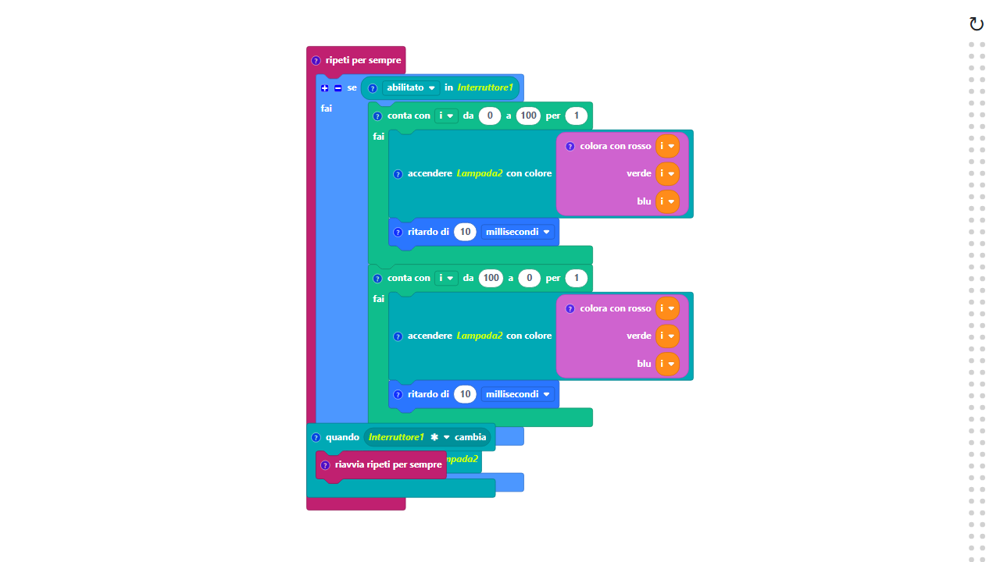 ripeti per sempre
se abilitato in Interruttore1
fai
conta con i da 0 a 100 per 1
fai
colora con rosso i
accendere Lampada2 con colore verde i
blu i
ritardo di 10 millisecondi
conta con i da 100 a 0 per 1
fai
colora con rosso i
accendere Lampada2 con colore verde i
blu i
ritardo di 10 millisecondi
quando Interruttore1 ✱ cambia
riavvia ripeti per sempre